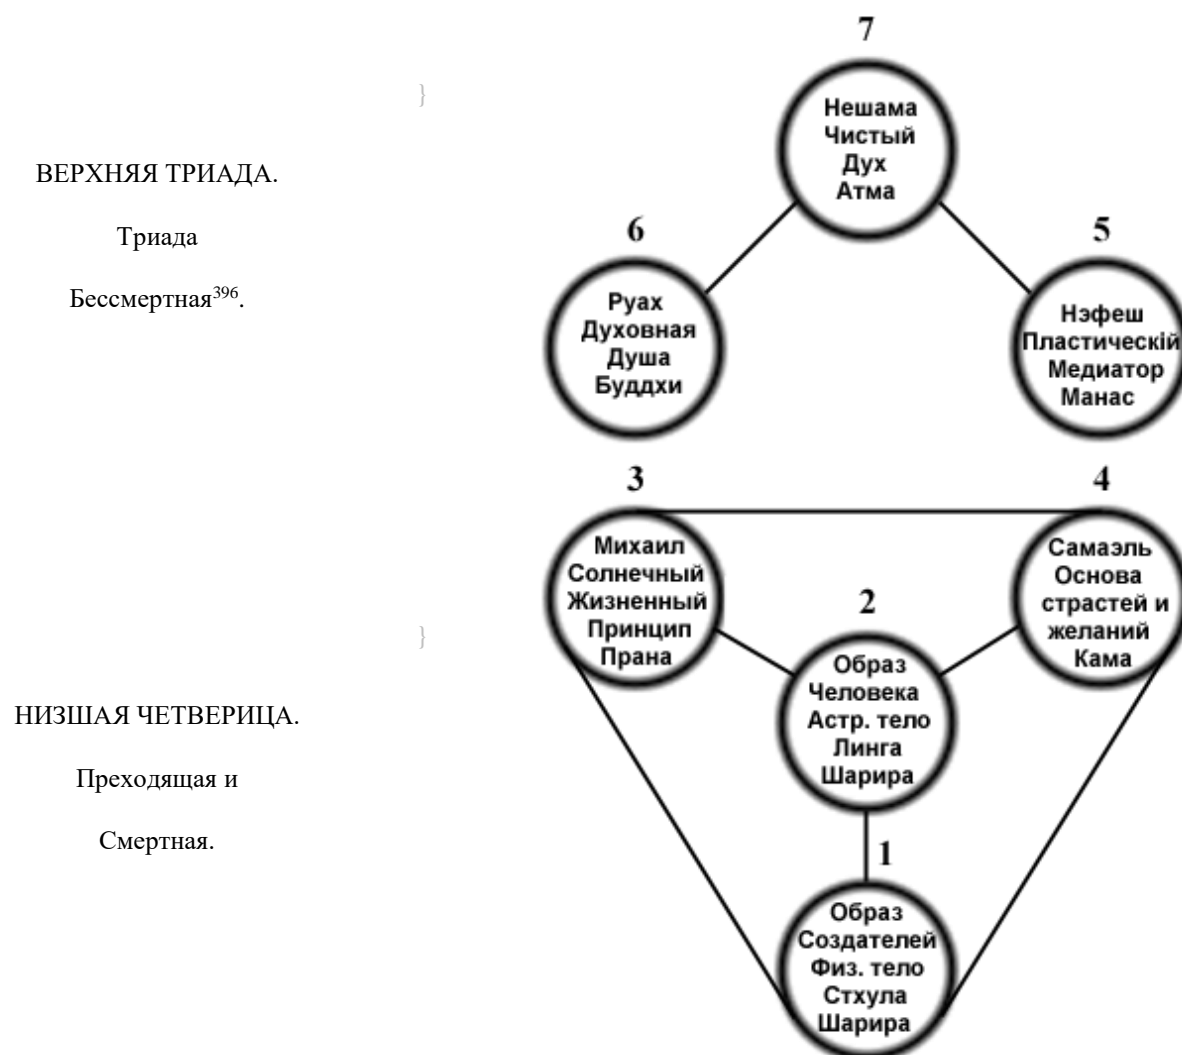 7
}
Нешама
Чистый
Дух
Атма
ВЕРХНЯЯ ТРИАДА.
Триада
Бессмертная³⁹⁶.
6
5
Руах
Духовная
Душа
Буддхи
Нэфеш
Пластическій
Медиатор
Манас
3
4
Михаил
Солнечный
Жизненный
Принцип
Прана
Самаэль
Основа
страстей и
желаний
Кама
2
}
Образ
Человека
Астр. тело
Линга
Шарира
НИЗШАЯ ЧЕТВЕРИЦА.
Преходящая и
Смертная.
1
Образ
Создателей
Физ. тело
Стхула
Шарира